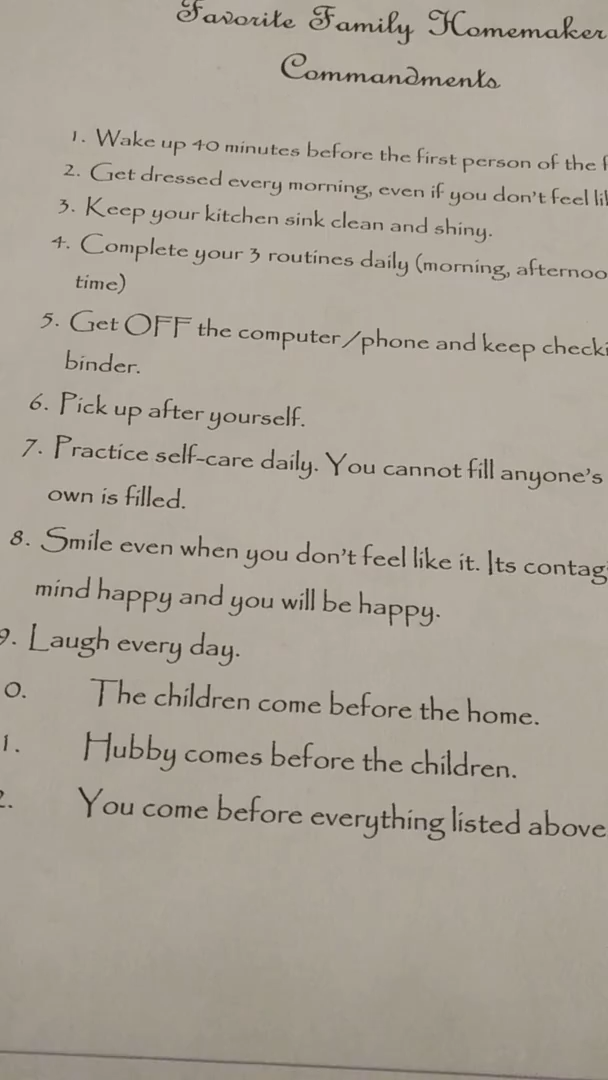 Favorite Family Homemaker
Commandments
1. Wake up 40 minutes before the first person of the
2. Get dressed every morning, even if you don't feel
3. Keep your kitchen sink clean and shiny.
4. Complete your 3 routines daily (morning,
time)
5. Get OFF the computer/phone and keep
binder.
6. Pick up after yourself.
7. Practice self-care daily. You cannot fill anyone's
own is filled.
8. Smile even when you don't feel like it. Its
mind happy and you will be happy.
9. Laugh every day.
0. The children come before the home.
1. Hubby comes before the children.
2. You come before everything listed above